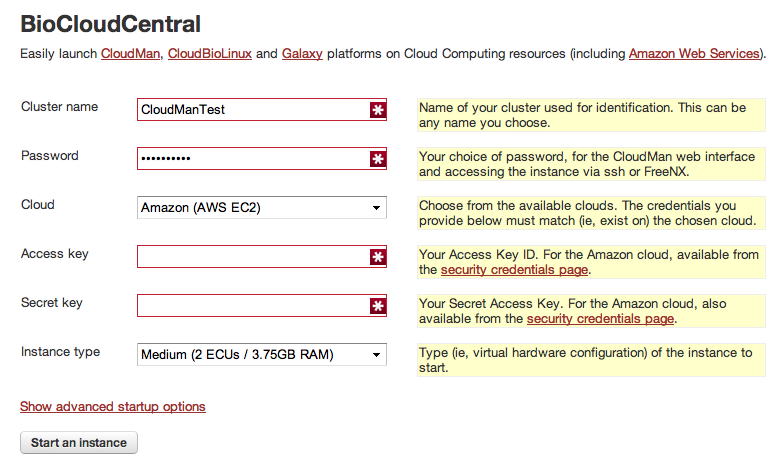 BioCloudCentral
Easily launch CloudMan, CloudBioLinux and Galaxy platforms on Cloud Computing resources (including Amazon Web Services).
Cluster name
CloudManTest
Name of your cluster used for identification. This can be
any name you choose.
Password
••••••••••
Your choice of password, for the CloudMan web interface
and accessing the instance via ssh or FreeNX.
Cloud
Amazon (AWS EC2)
Choose from the available clouds. The credentials you
provide below must match (ie, exist on) the chosen cloud.
Access key
Your Access Key ID. For the Amazon cloud, available from
the security credentials page.
Secret key
Your Secret Access Key. For the Amazon cloud, also
available from the security credentials page.
Instance type
Medium (2 ECUs / 3.75GB RAM)
Type (ie, virtual hardware configuration) of the instance to
start.
Show advanced startup options
Start an instance